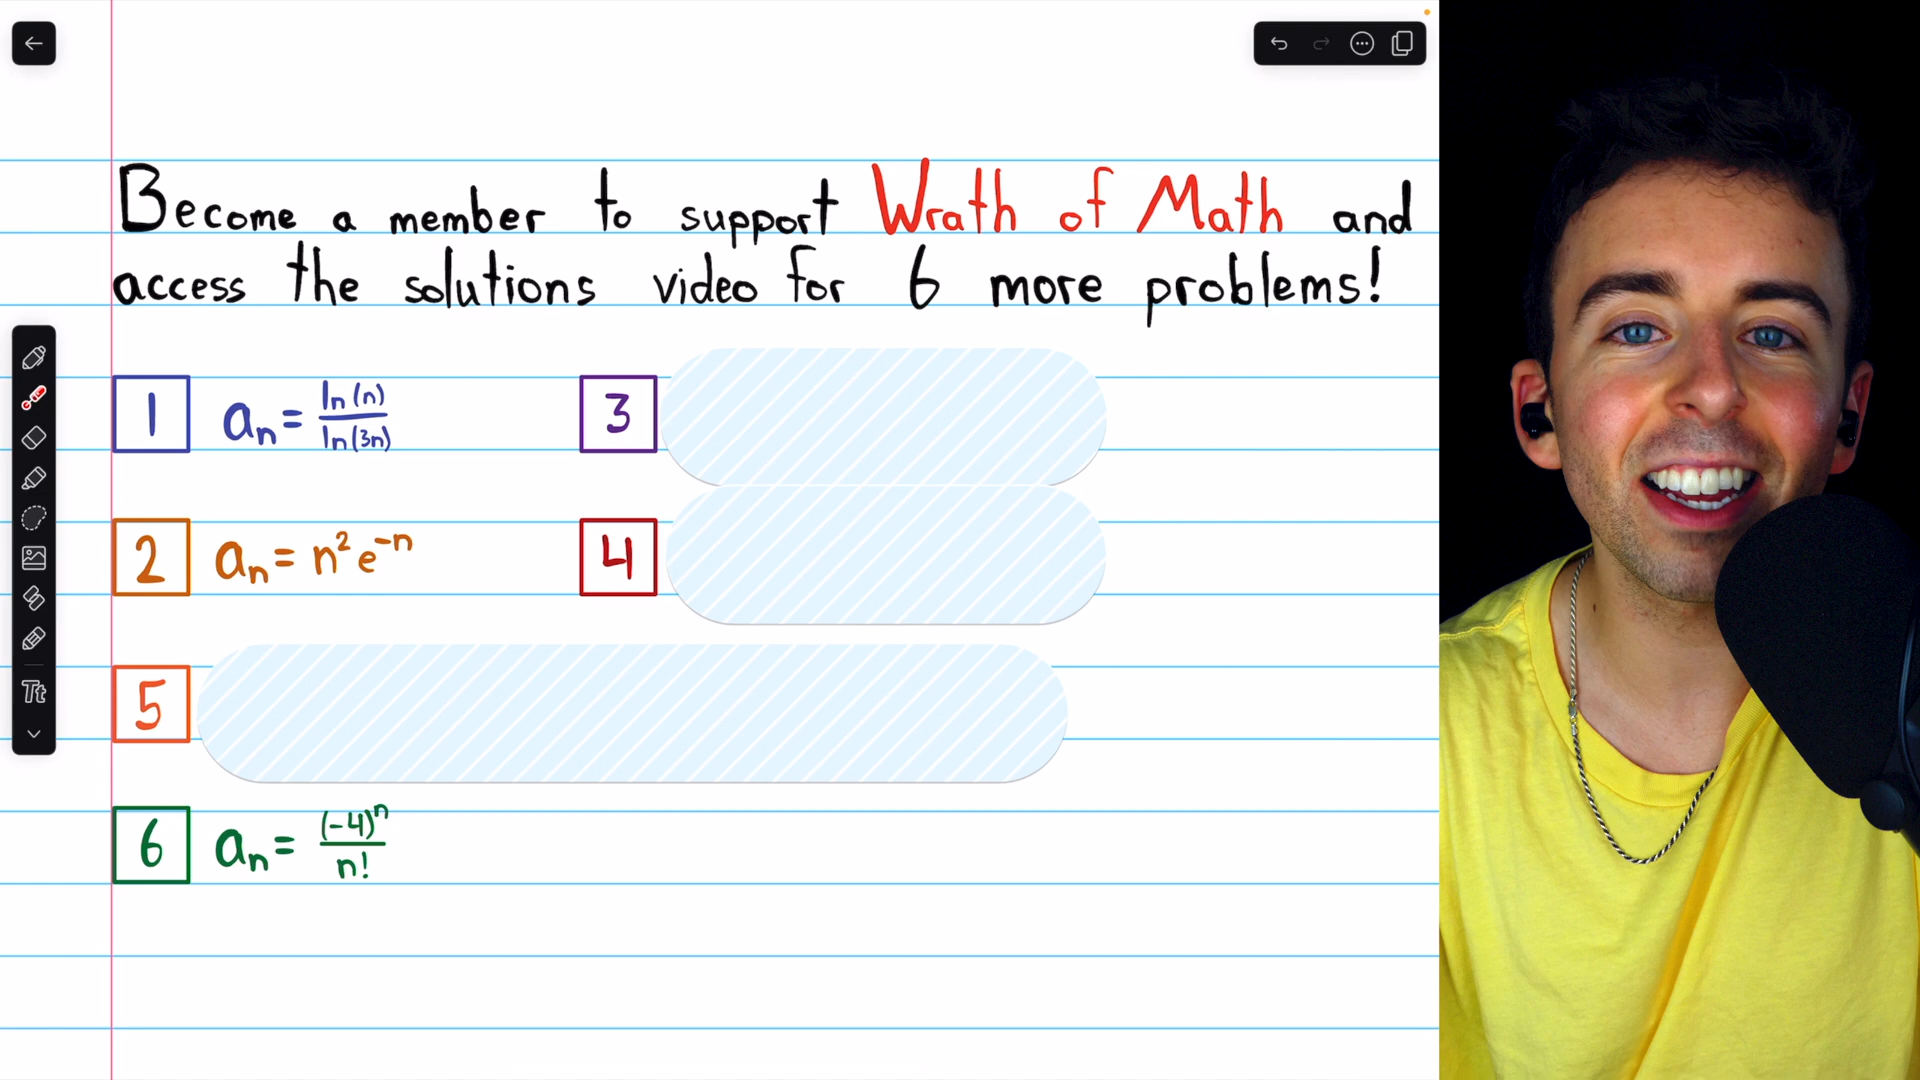 Become a member to support Wrath of Math and
access the solutions video for 6 more problems!
1 aₙ = ln(n)/ln(3n)
3
2 aₙ = n²e⁻ⁿ
4
5
6 aₙ = (-4)ⁿ/n!
Tt